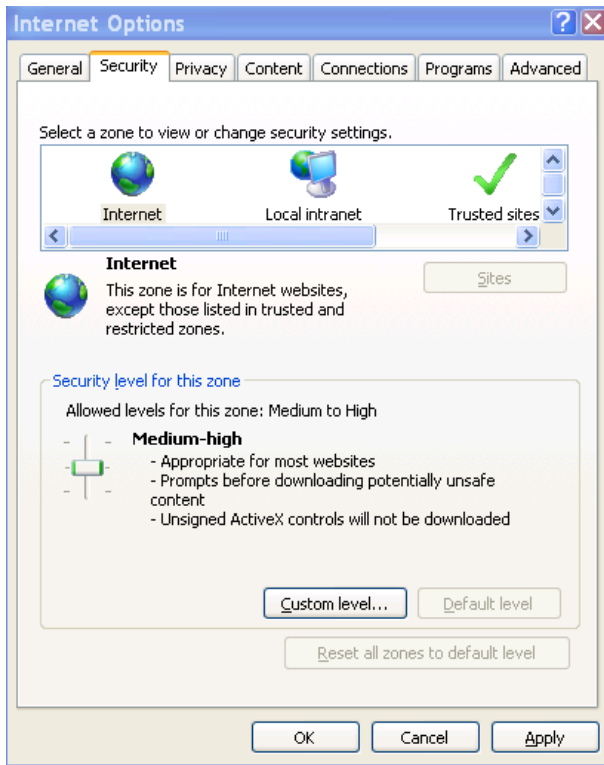 Internet Options
General Security Privacy Content Connections Programs Advanced
Select a zone to view or change security settings.
Internet Local intranet Trusted sites
Internet
Sites
This zone is for Internet websites,
except those listed in trusted and
restricted zones.
Security level for this zone
Allowed levels for this zone: Medium to High
Medium-high
- Appropriate for most websites
- Prompts before downloading potentially unsafe
content
- Unsigned ActiveX controls will not be downloaded
Custom level... Default level
Reset all zones to default level
OK Cancel Apply